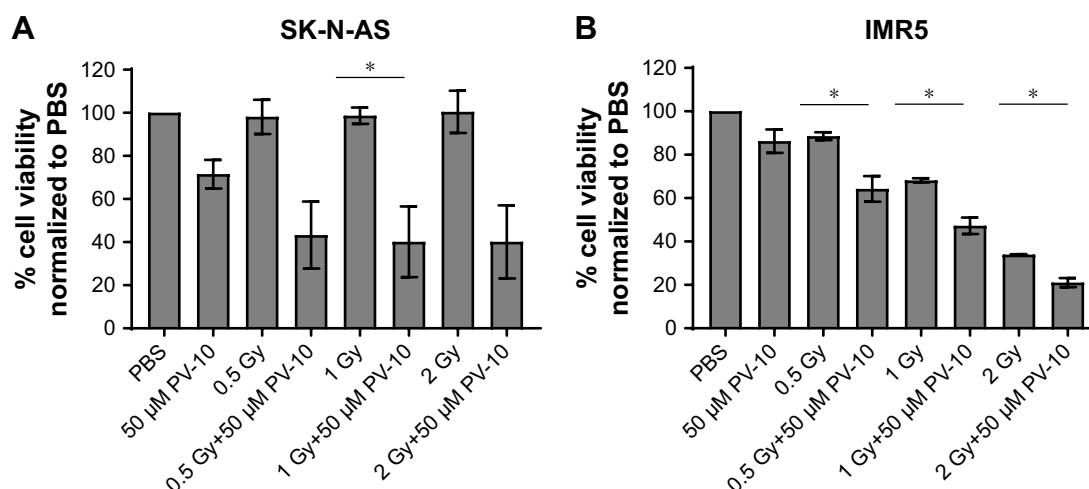 A
SK-N-AS
% cell viability
normalized to PBS
120
100
80
60
40
20
0
*
PBS
50 µM PV-10
0.5 Gy
0.5 Gy+50 µM PV-10
1 Gy
1 Gy+50 µM PV-10
2 Gy
2 Gy+50 µM PV-10
B
IMR5
% cell viability
normalized to PBS
120
100
80
60
40
20
0
*
*
*
PBS
50 µM PV-10
0.5 Gy
0.5 Gy+50 µM PV-10
1 Gy
1 Gy+50 µM PV-10
2 Gy
2 Gy+50 µM PV-10